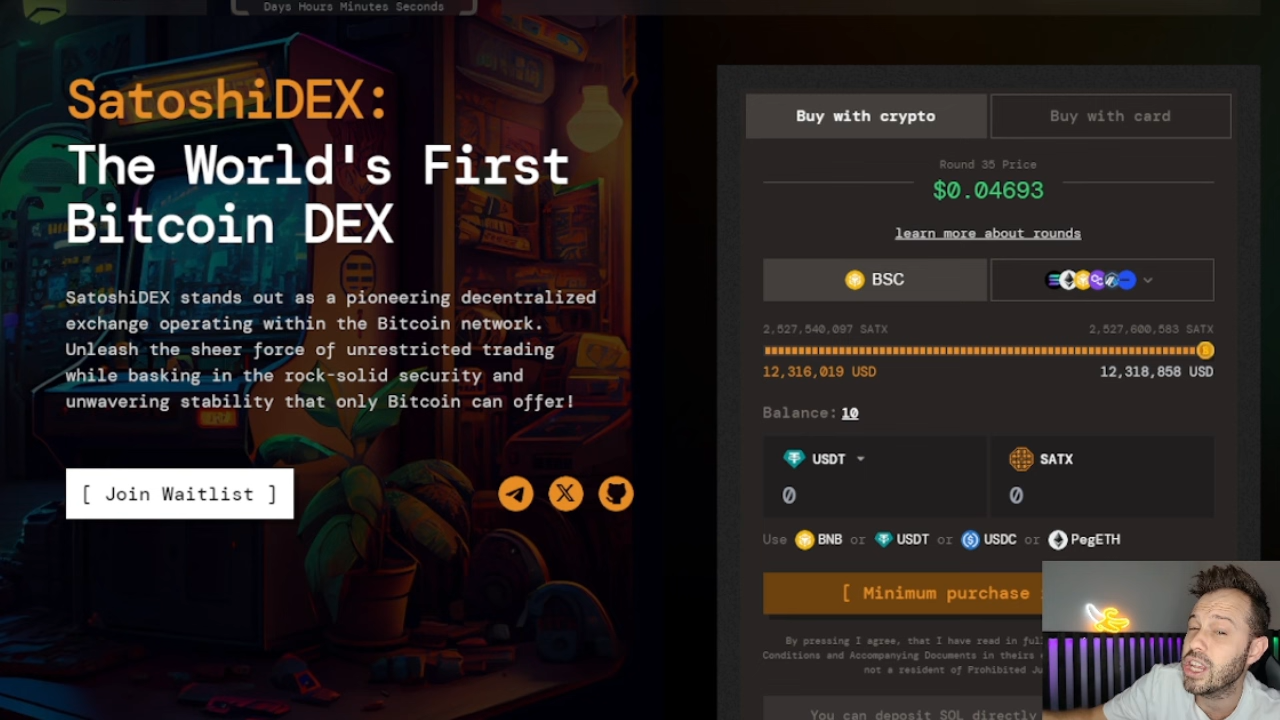 Days Hours Minutes Seconds
SatoshiDEX:
The World's First
Bitcoin DEX
SatoshiDEX stands out as a pioneering decentralized
exchange operating within the Bitcoin network.
Unleash the sheer force of unrestricted trading
while basking in the rock-solid security and
unwavering stability that only Bitcoin can offer!
[ Join Waitlist ]
Buy with crypto
Buy with card
Round 35 Price
$0.04693
learn more about rounds
BSC
2,527,540,097 SATX
2,527,600,583 SATX
12,316,019 USD
12,318,858 USD
Balance: 10
USDT
SATX
0
0
Use BNB or USDT or USDC or PegETH
[ Minimum purchase
By pressing I agree, that I have read in full
Conditions and Accompanying Documents in theirs
not a resident of Prohibited
You can deposit SOL directly